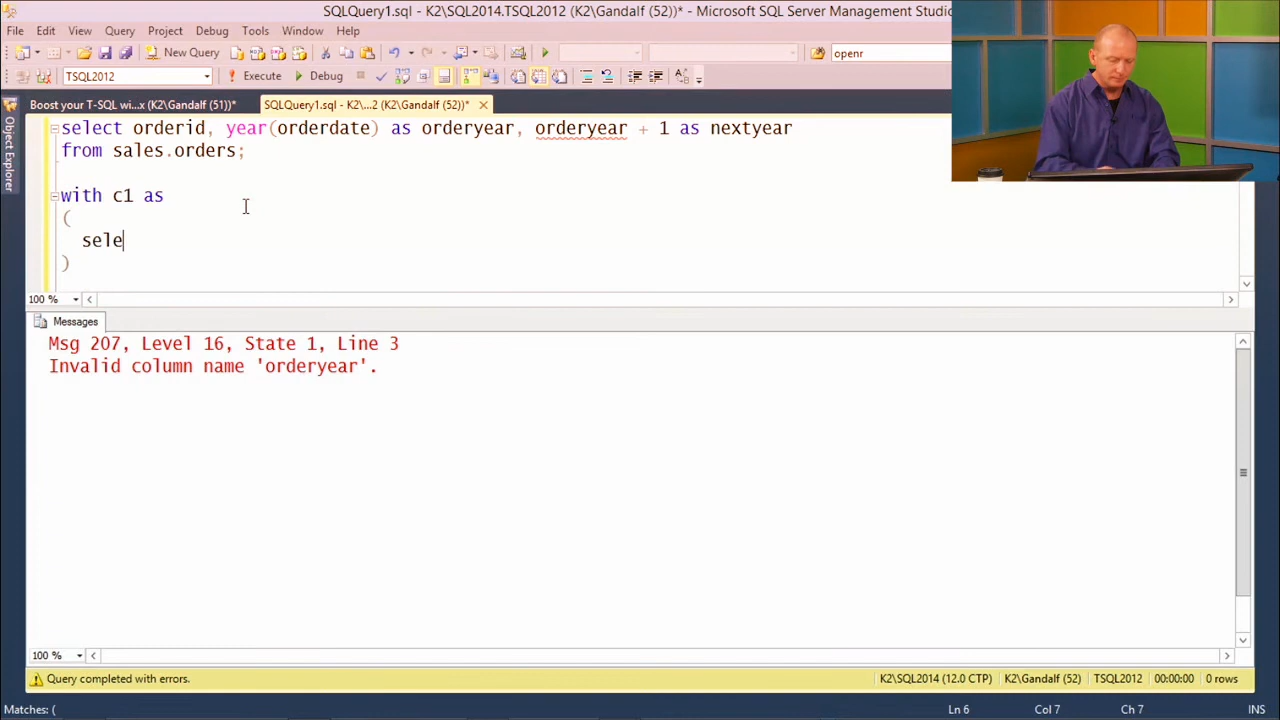 SQLQuery1.sql - K2\SQL2014.TSQL2012 (K2\Gandalf (52))* - Microsoft SQL Server Management Studio
File Edit View Query Project Debug Tools Window Help
New Query openr
TSQL2012 Execute Debug
Boost your T-SQL wi...x (K2\Gandalf (51))* SQLQuery1.sql - K2\...2 (K2\Gandalf (52))*
Object Explorer
select orderid, year(orderdate) as orderyear, orderyear + 1 as nextyear
from sales.orders;
with c1 as
(
sele
)
100 %
Messages
Msg 207, Level 16, State 1, Line 3
Invalid column name 'orderyear'.
100 %
Query completed with errors. K2\SQL2014 (12.0 CTP) K2\Gandalf (52) TSQL2012 00:00:00 0 rows
Matches: ( Ln 6 Col 7 Ch 7 INS